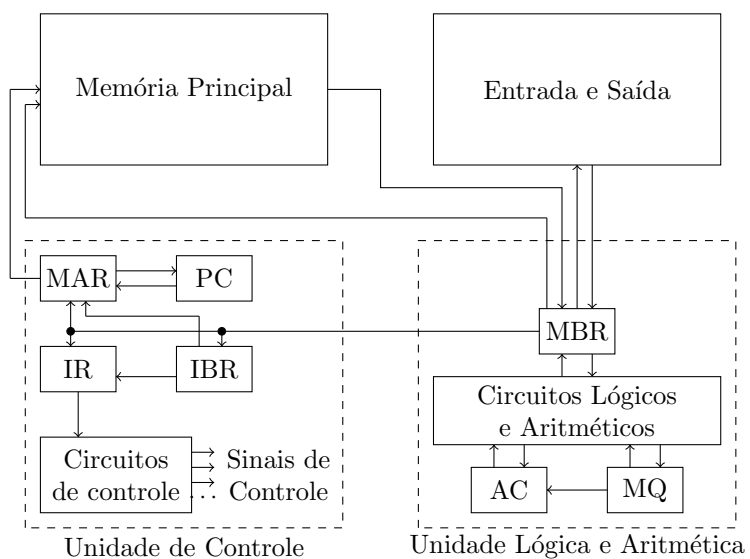 Memória Principal
Entrada e Saída
MAR
PC
MBR
IR
IBR
Circuitos Lógicos
e Aritméticos
Circuitos
de controle
Sinais de
... Controle
AC
MQ
Unidade de Controle
Unidade Lógica e Aritmética